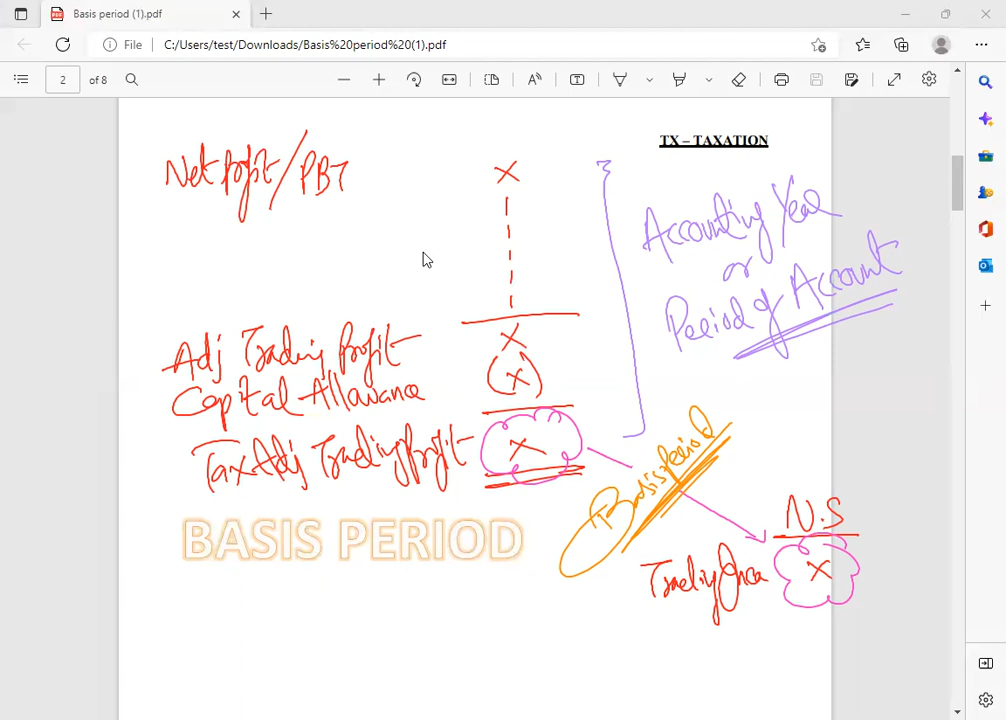 Basis period (1).pdf
File
C:/Users/test/Downloads/Basis%20period%20(1).pdf
2
of 8
TX – TAXATION
Net Profit/PBT X
Accounting Year
or
Period of Account
Adj Trading Profit X
Capital Allowance (X)
Tax Adj Trading Profit X
Basis period
BASIS PERIOD
N.S
Trading Inca X